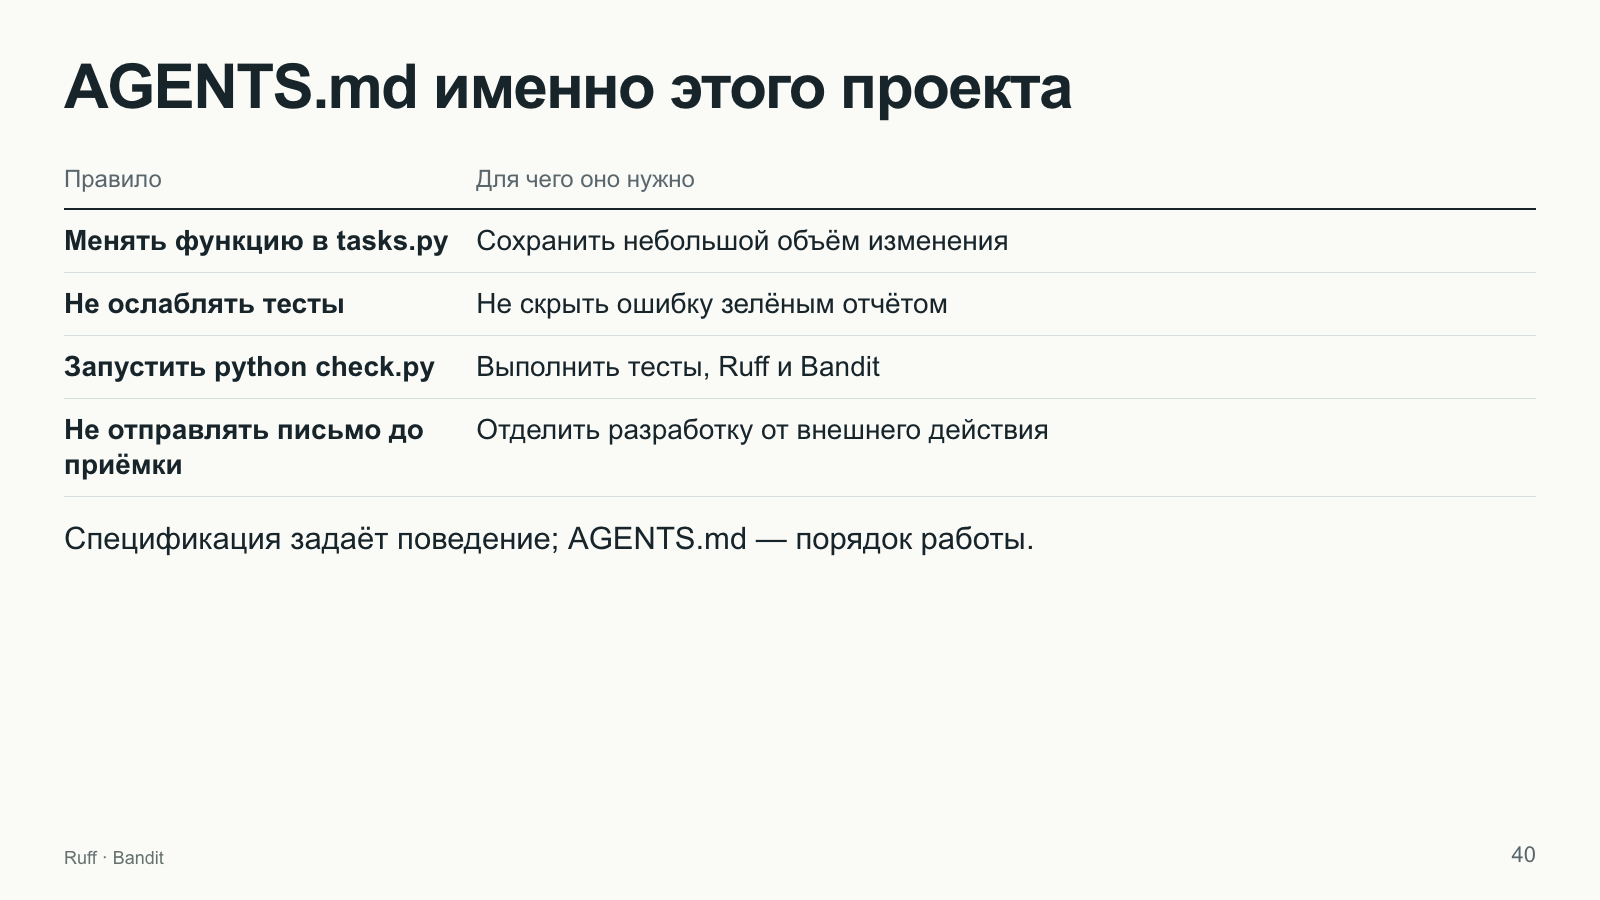 AGENTS.md именно этого проекта
Правило Для чего оно нужно
Менять функцию в tasks.py Сохранить небольшой объём изменения
Не ослаблять тесты Не скрыть ошибку зелёным отчётом
Запустить python check.py Выполнить тесты, Ruff и Bandit
Не отправлять письмо до Отделить разработку от внешнего действия
приёмки
Спецификация задаёт поведение; AGENTS.md — порядок работы.
Ruff · Bandit 40